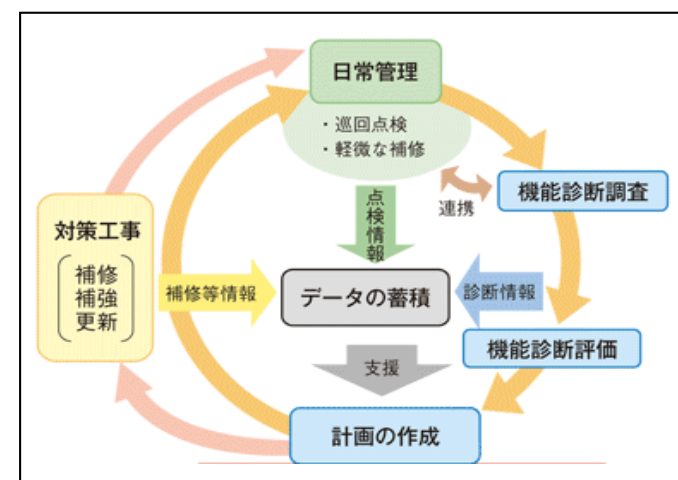 日常管理
・巡回点検
・軽微な補修
機能診断調査
連携
点検情報
対策工事
補修
補強
更新
補修等情報
データの蓄積
診断情報
機能診断評価
支援
計画の作成